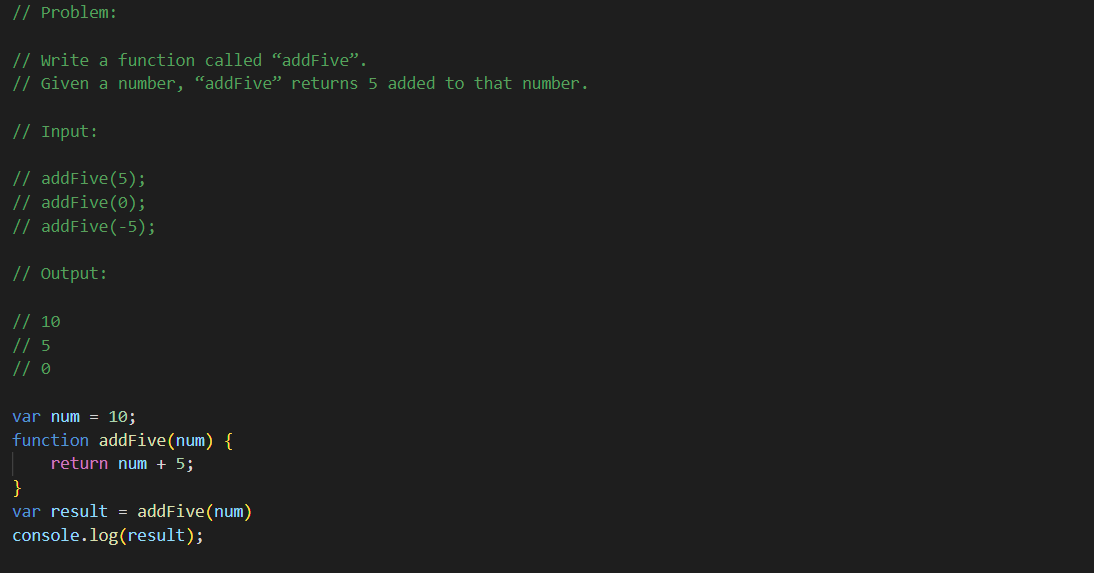 // Problem:
// Write a function called “addFive”.
// Given a number, “addFive” returns 5 added to that number.
// Input:
// addFive(5);
// addFive(0);
// addFive(-5);
// Output:
// 10
// 5
// 0
var num = 10;
function addFive(num) {
    return num + 5;
}
var result = addFive(num)
console.log(result);